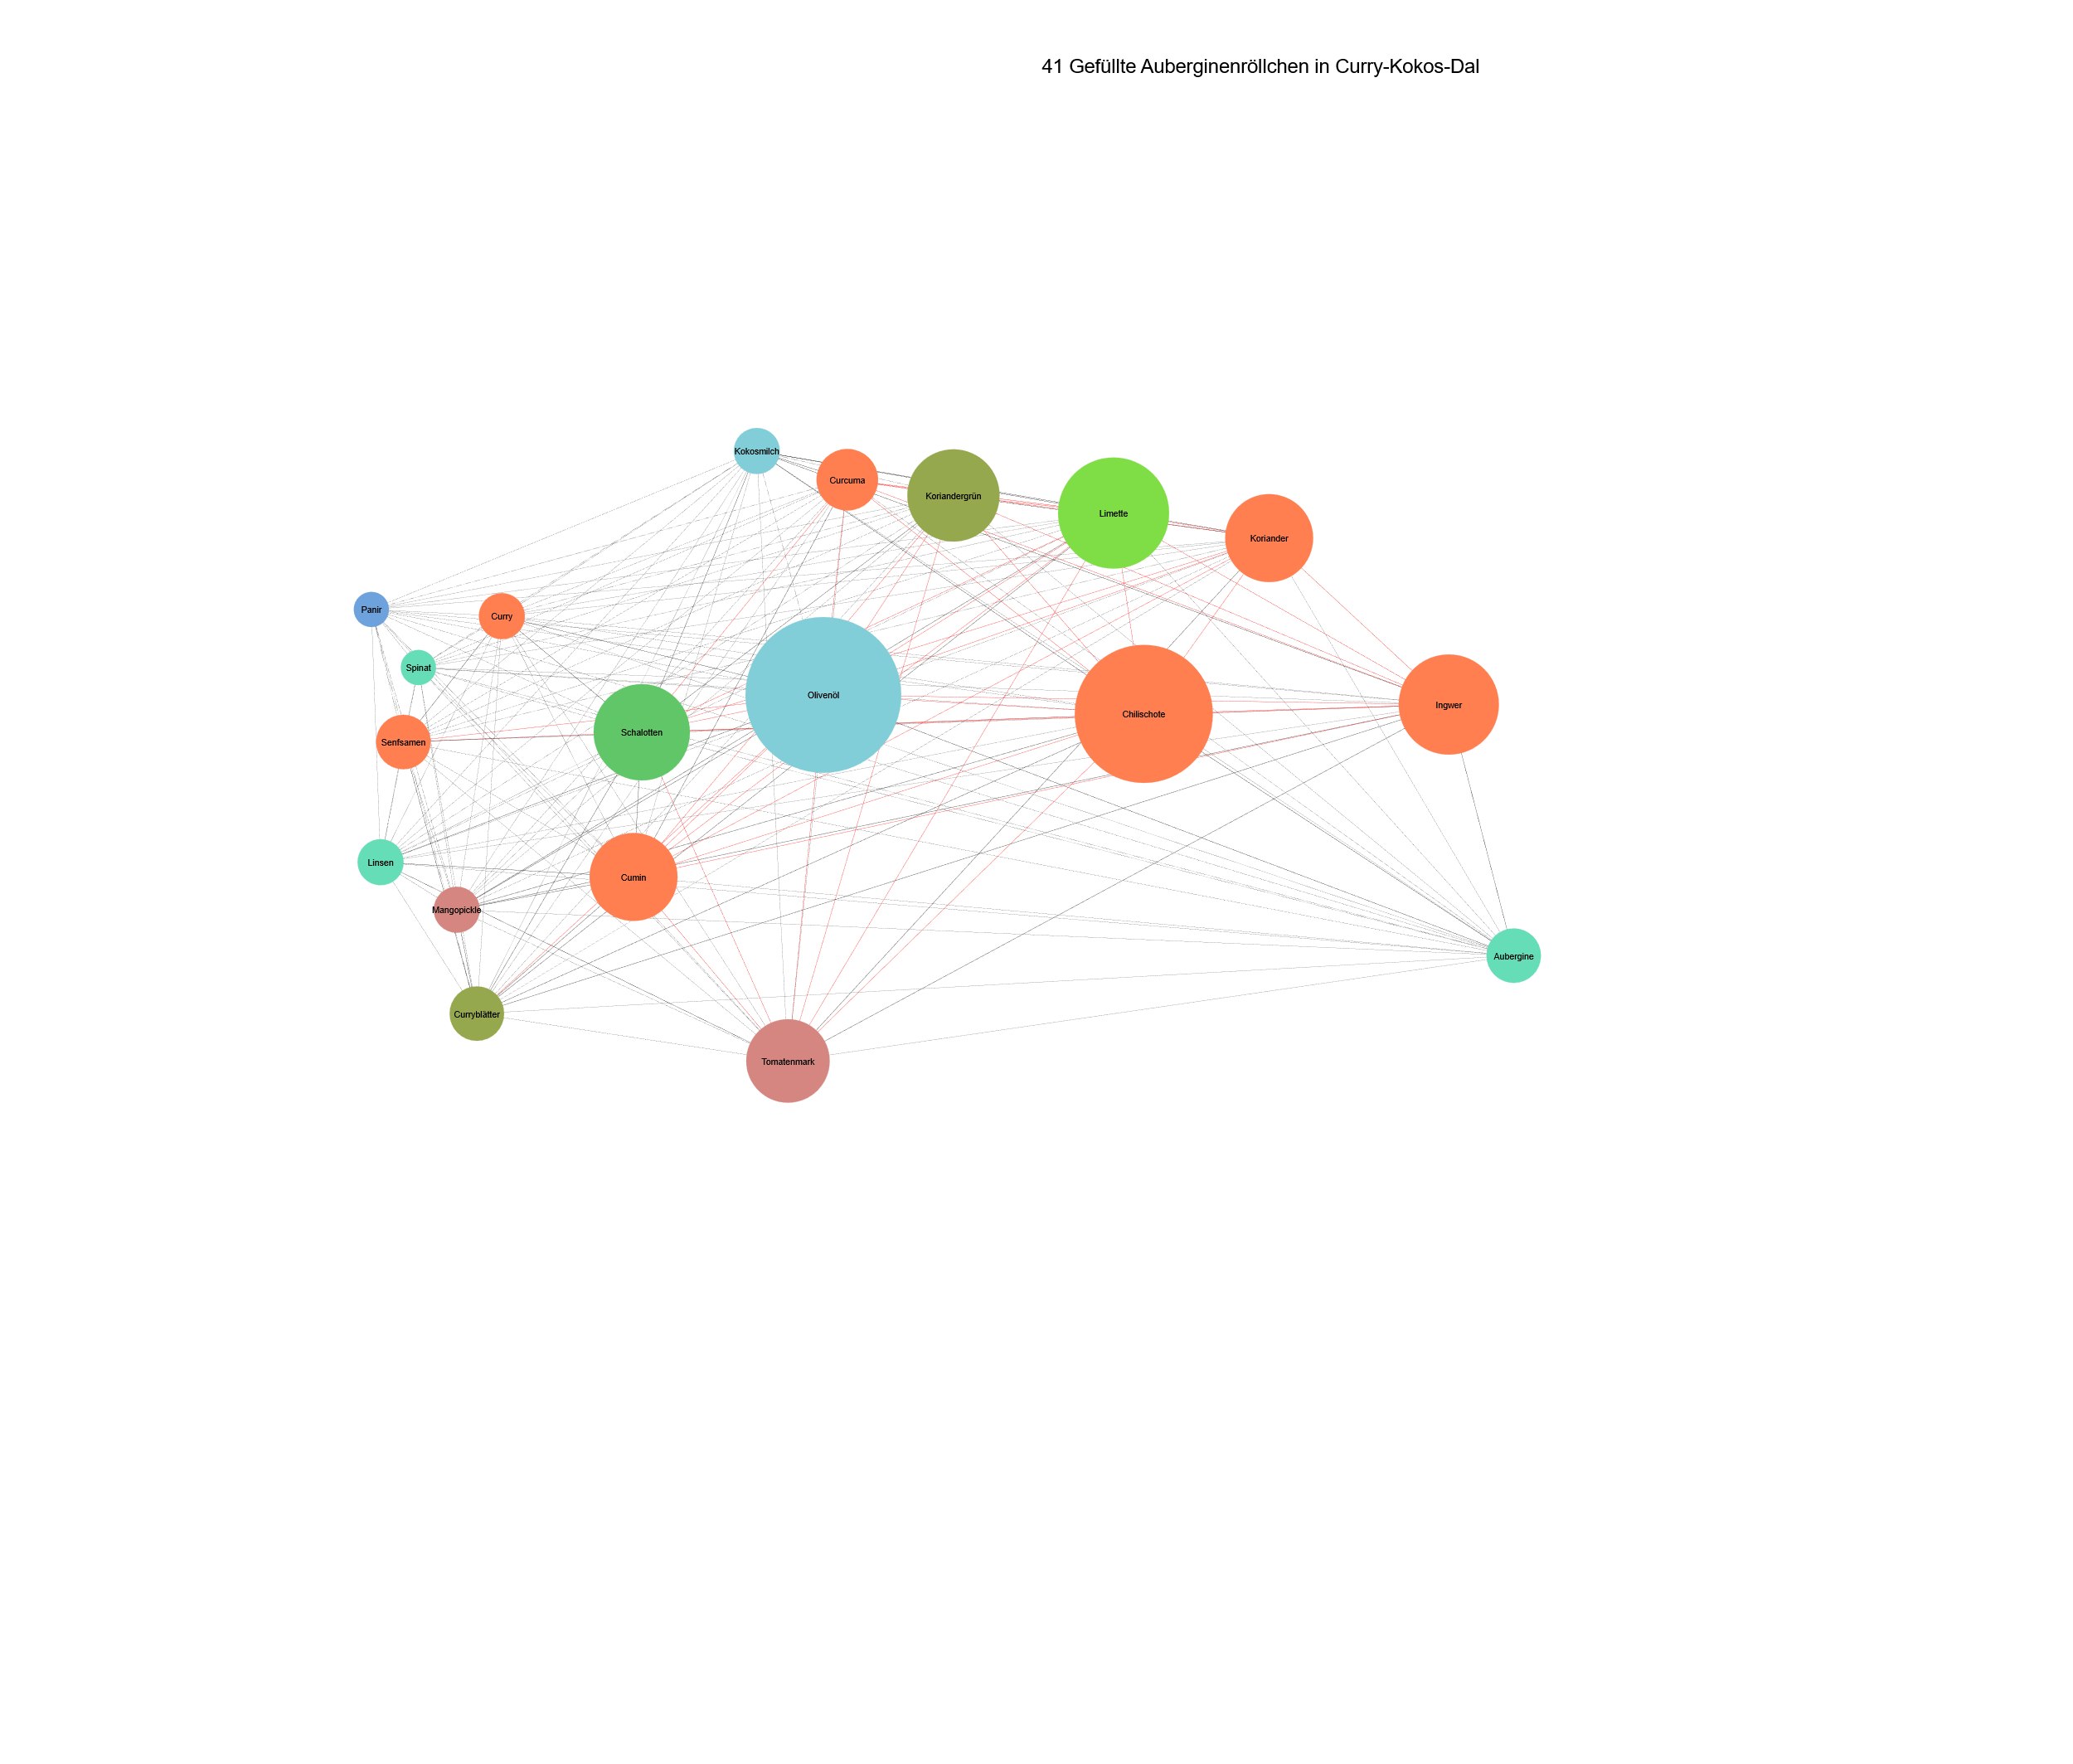 41 Gefüllte Auberginenröllchen in Curry-Kokos-Dal
Kokosmilch
Curcuma
Koriandergrün
Limette
Koriander
Panir
Curry
Spinat
Olivenöl
Ingwer
Chilischote
Schalotten
Senfsamen
Linsen
Cumin
Mangopickle
Aubergine
Curryblätter
Tomatenmark